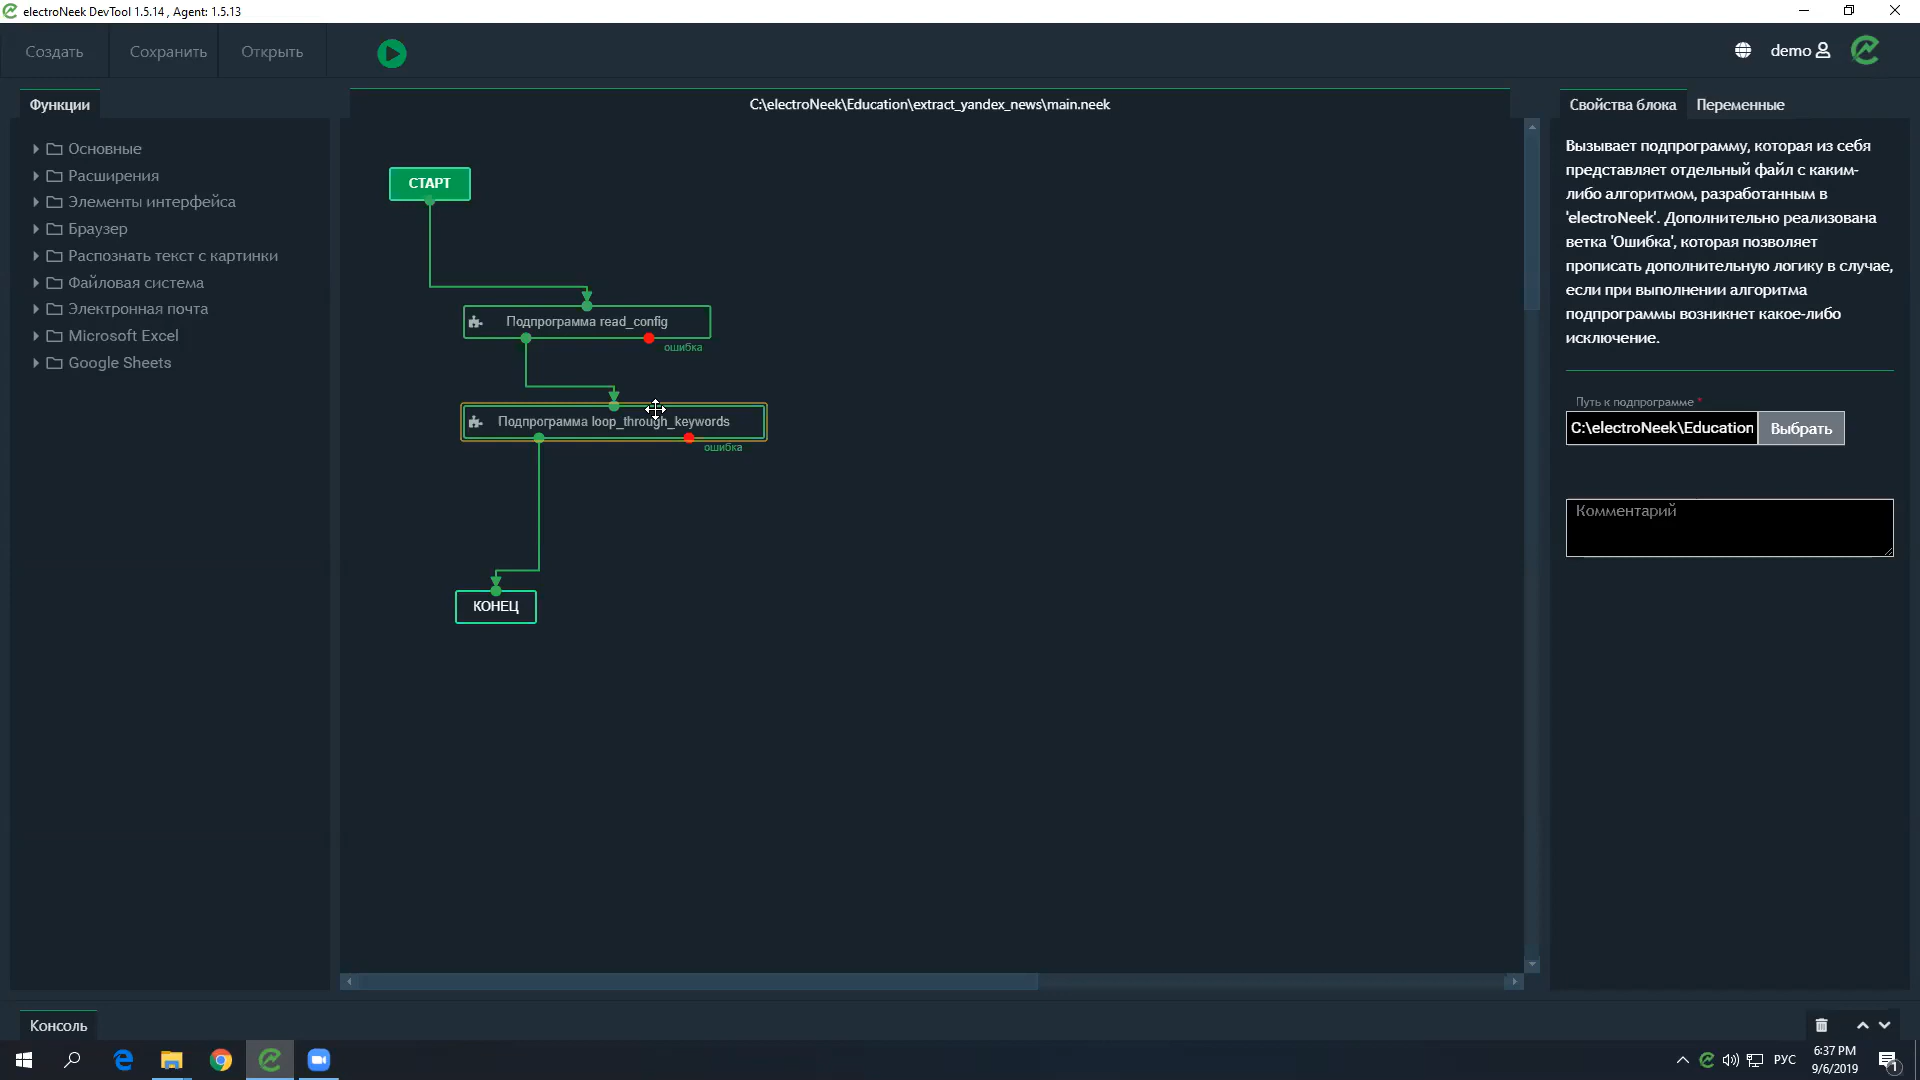 electroNeek DevTool 1.5.14 , Agent: 1.5.13
Создать
Сохранить
Открыть
demo
Функции
C:\electroNeek\Education\extract_yandex_news\main.neek
Свойства блока
Переменные
Основные
Расширения
Элементы интерфейса
Браузер
Распознать текст с картинки
Файловая система
Электронная почта
Microsoft Excel
Google Sheets
СТАРТ
Подпрограмма read_config
ошибка
Подпрограмма loop_through_keywords
ошибка
КОНЕЦ
Вызывает подпрограмму, которая из себя
представляет отдельный файл с каким-
либо алгоритмом, разработанным в
'electroNeek'. Дополнительно реализована
ветка 'Ошибка', которая позволяет
прописать дополнительную логику в случае,
если при выполнении алгоритма
подпрограммы возникнет какое-либо
исключение.
Путь к подпрограмме *
C:\electroNeek\Education
Выбрать
Комментарий
Консоль
РУС
6:37 PM
9/6/2019
1